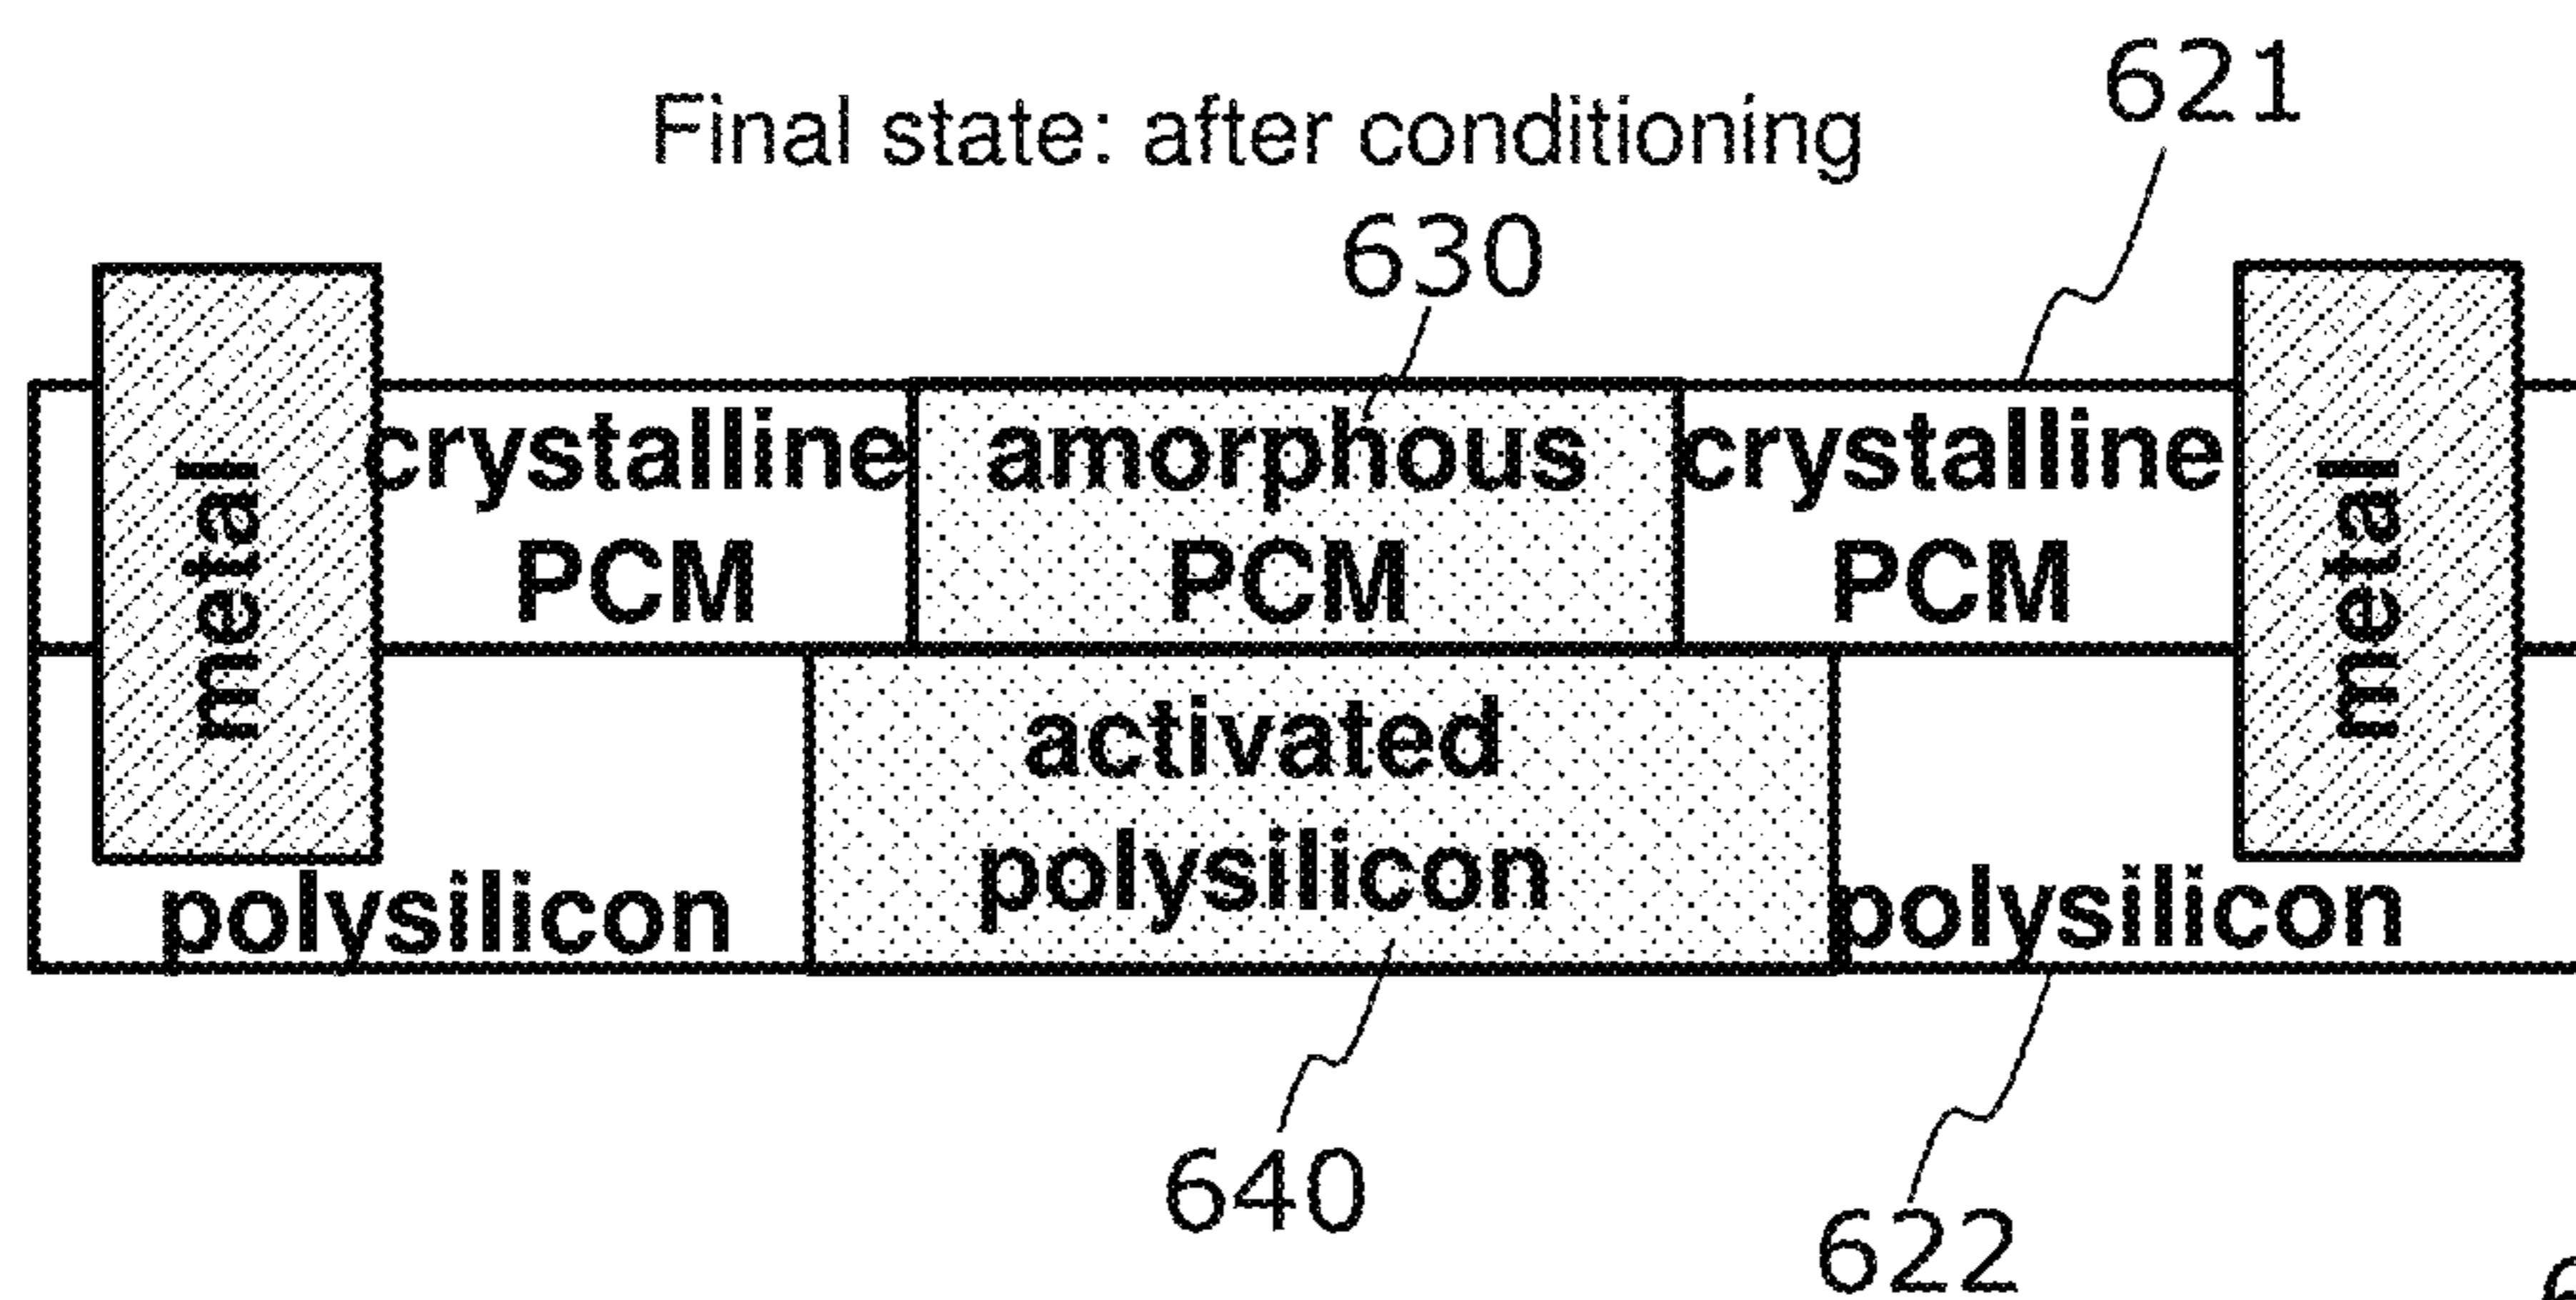 Final state: after conditioning
621
630
metal
crystalline
PCM
amorphous
PCM
crystalline
PCM
metal
polysilicon
activated
polysilicon
polysilicon
640
622